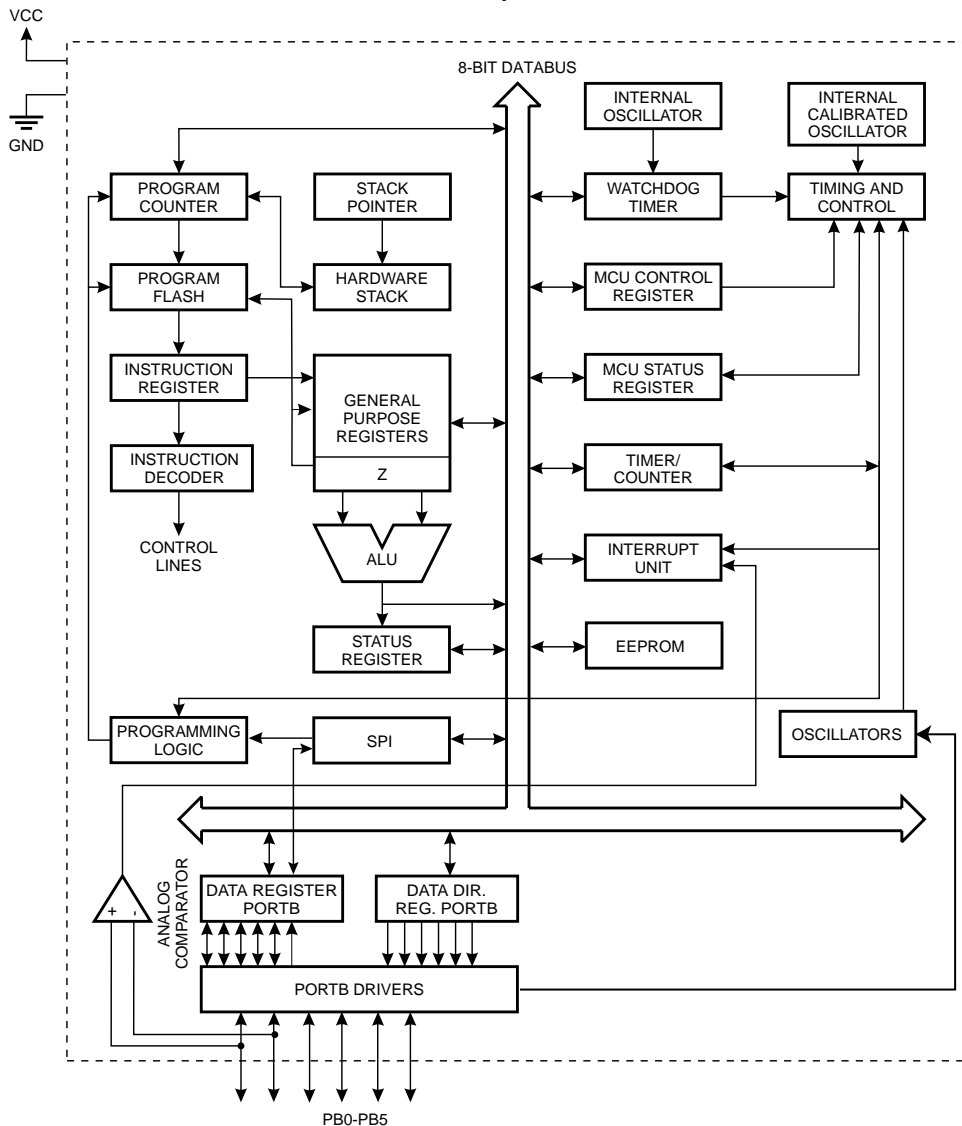 VCC
GND
8-BIT DATABUS
INTERNAL
OSCILLATOR
INTERNAL
CALIBRATED
OSCILLATOR
PROGRAM
COUNTER
STACK
POINTER
WATCHDOG
TIMER
TIMING AND
CONTROL
PROGRAM
FLASH
HARDWARE
STACK
MCU CONTROL
REGISTER
INSTRUCTION
REGISTER
GENERAL
PURPOSE
REGISTERS
Z
MCU STATUS
REGISTER
INSTRUCTION
DECODER
TIMER/
COUNTER
CONTROL
LINES
ALU
INTERRUPT
UNIT
STATUS
REGISTER
EEPROM
PROGRAMMING
LOGIC
SPI
OSCILLATORS
ANALOG
COMPARATOR
+
-
DATA REGISTER
PORTB
DATA DIR.
REG. PORTB
PORTB DRIVERS
PB0-PB5